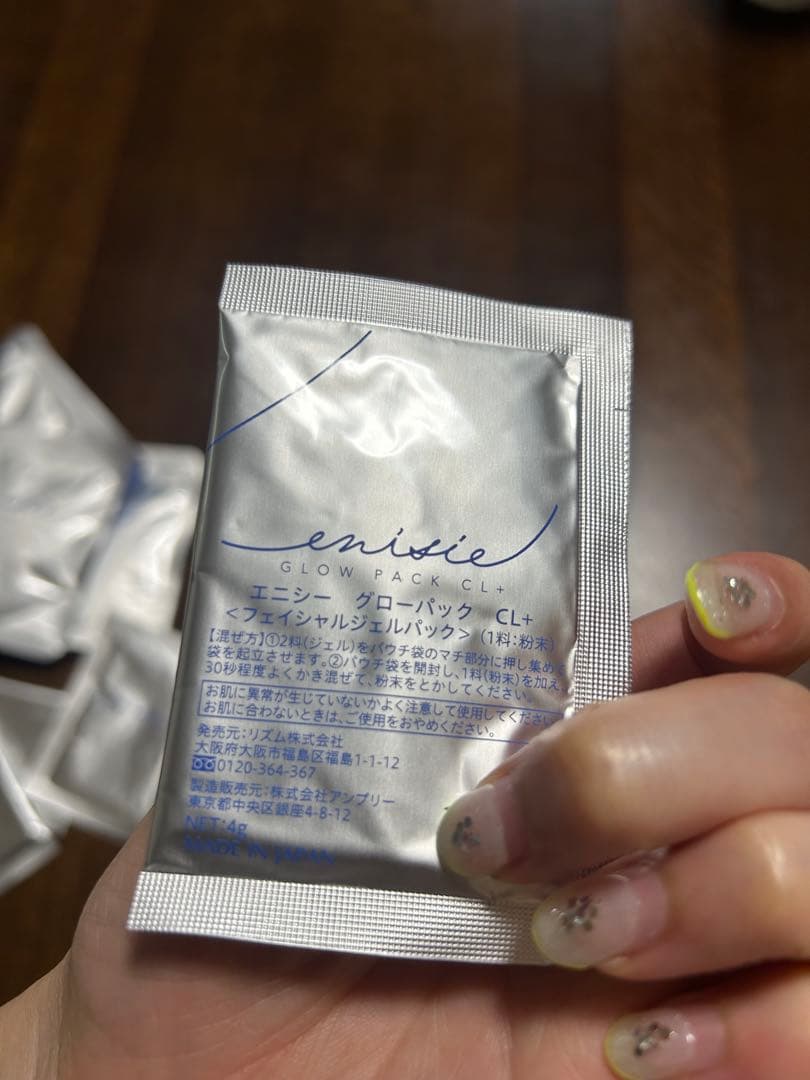 enisie
GLOW PACK CL+
エニシー グローパック CL+
<フェイシャルジェルパック>（1料:粉末）
【混ぜ方】①2料(ジェル)をパウチ袋のマチ部分に押し集め
袋を起立させます。②パウチ袋を開封し、1料(粉末)を加え、
30秒程度よくかき混ぜて、粉末をとかしてください。
お肌に異常が生じていないかよく注意して使用してください。
お肌に合わないときは、ご使用をおやめください。
発売元:リズム株式会社
大阪府大阪市福島区福島1-1-12
0120-364-367
製造販売元:株式会社アンプリー
東京都中央区銀座4-8-12
NET:4g
MADE IN JAPAN